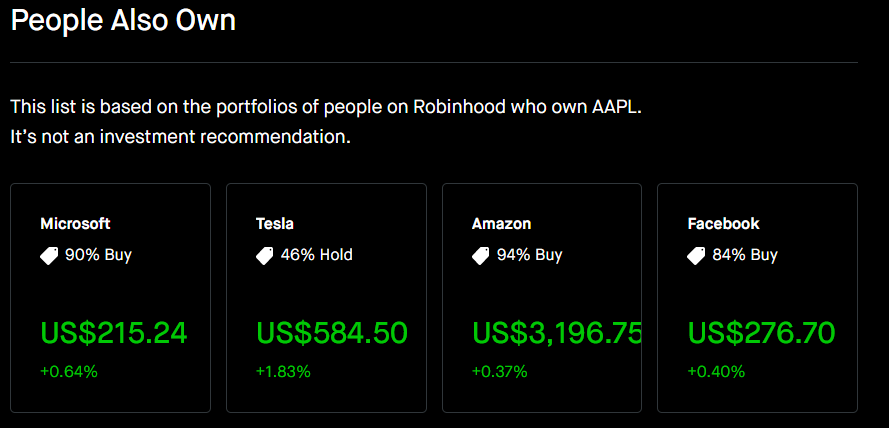 People Also Own
This list is based on the portfolios of people on Robinhood who own AAPL.
It's not an investment recommendation.
Microsoft
90% Buy
US$215.24
+0.64%
Tesla
46% Hold
US$584.50
+1.83%
Amazon
94% Buy
US$3,196.75
+0.37%
Facebook
84% Buy
US$276.70
+0.40%